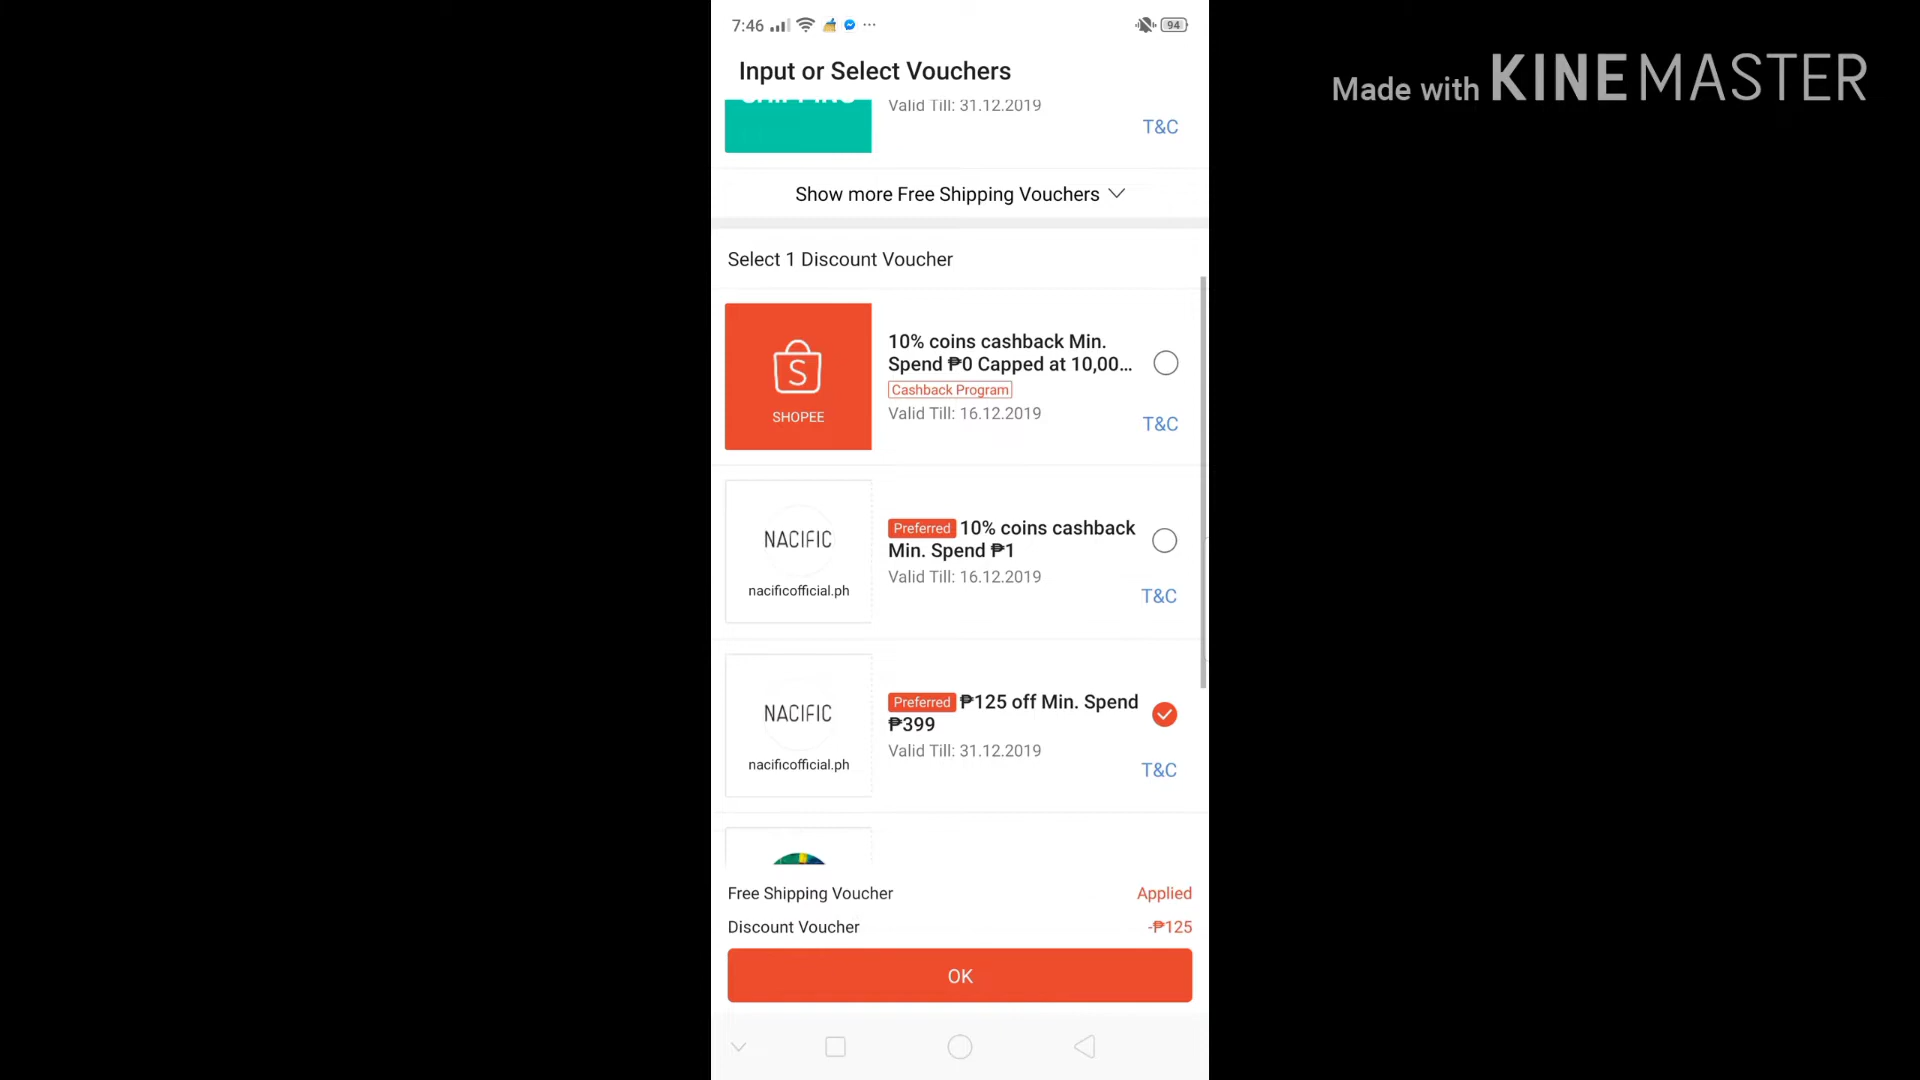 7:46
94
Made with KINEMASTER
Input or Select Vouchers
SHIPPING
Valid Till: 31.12.2019
T&C
Show more Free Shipping Vouchers
Select 1 Discount Voucher
S
SHOPEE
10% coins cashback Min.
Spend ₱0 Capped at 10,00...
Cashback Program
Valid Till: 16.12.2019
T&C
NACIFIC
nacificofficial.ph
Preferred 10% coins cashback
Min. Spend ₱1
Valid Till: 16.12.2019
T&C
NACIFIC
nacificofficial.ph
Preferred ₱125 off Min. Spend
₱399
Valid Till: 31.12.2019
T&C
Free Shipping Voucher Applied
Discount Voucher -₱125
OK